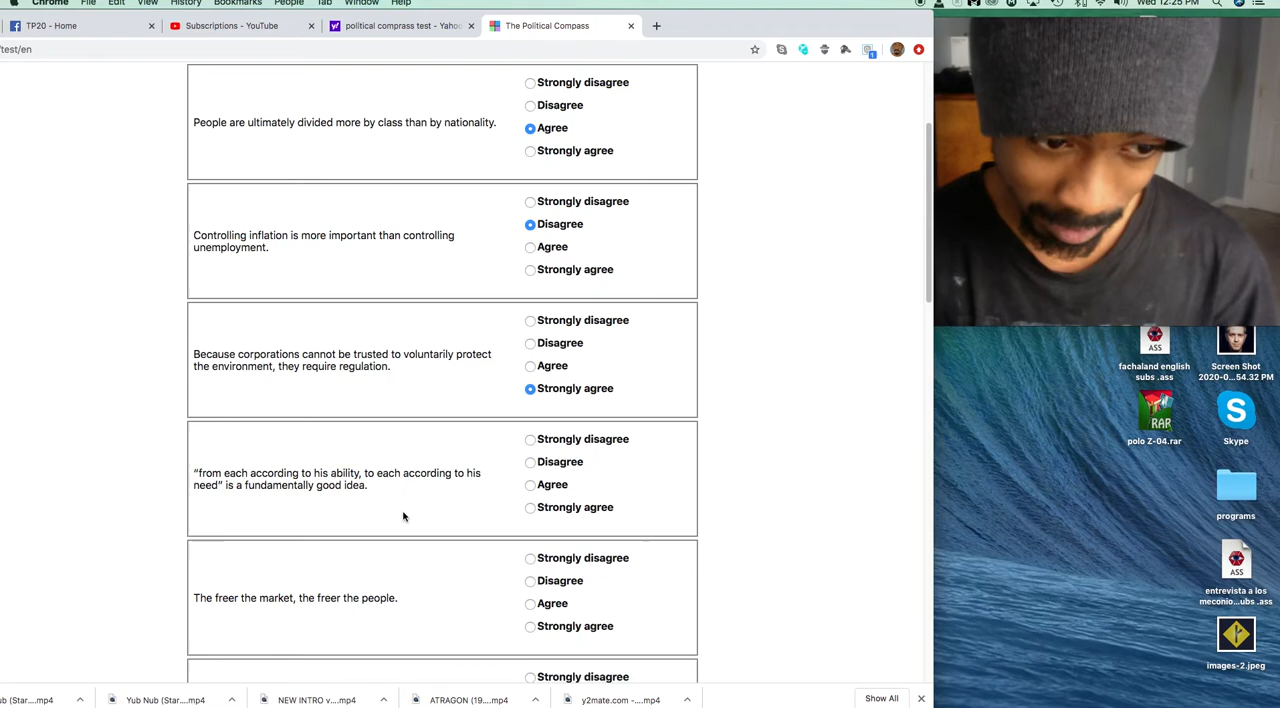 Chrome File Edit View History Bookmarks People Tab Window Help
Wed 12:25 PM
TP20 - Home
Subscriptions - YouTube
political compass test - Yahoo
The Political Compass
test/en
1
People are ultimately divided more by class than by nationality.
Strongly disagree
Disagree
Agree
Strongly agree
Controlling inflation is more important than controlling
unemployment.
Strongly disagree
Disagree
Agree
Strongly agree
Because corporations cannot be trusted to voluntarily protect
the environment, they require regulation.
Strongly disagree
Disagree
Agree
Strongly agree
“from each according to his ability, to each according to his
need” is a fundamentally good idea.
Strongly disagree
Disagree
Agree
Strongly agree
The freer the market, the freer the people.
Strongly disagree
Disagree
Agree
Strongly agree
Strongly disagree
ASS
fachaland english
subs .ass
Screen Shot
2020-0...54.32 PM
RAR
polo Z-04.rar
S
Skype
programs
ASS
entrevista a los
meconio...ubs .ass
images-2.jpeg
ub (Star....mp4
Yub Nub (Star....mp4
NEW INTRO v....mp4
ATRAGON (19....mp4
y2mate.com -....mp4
Show All